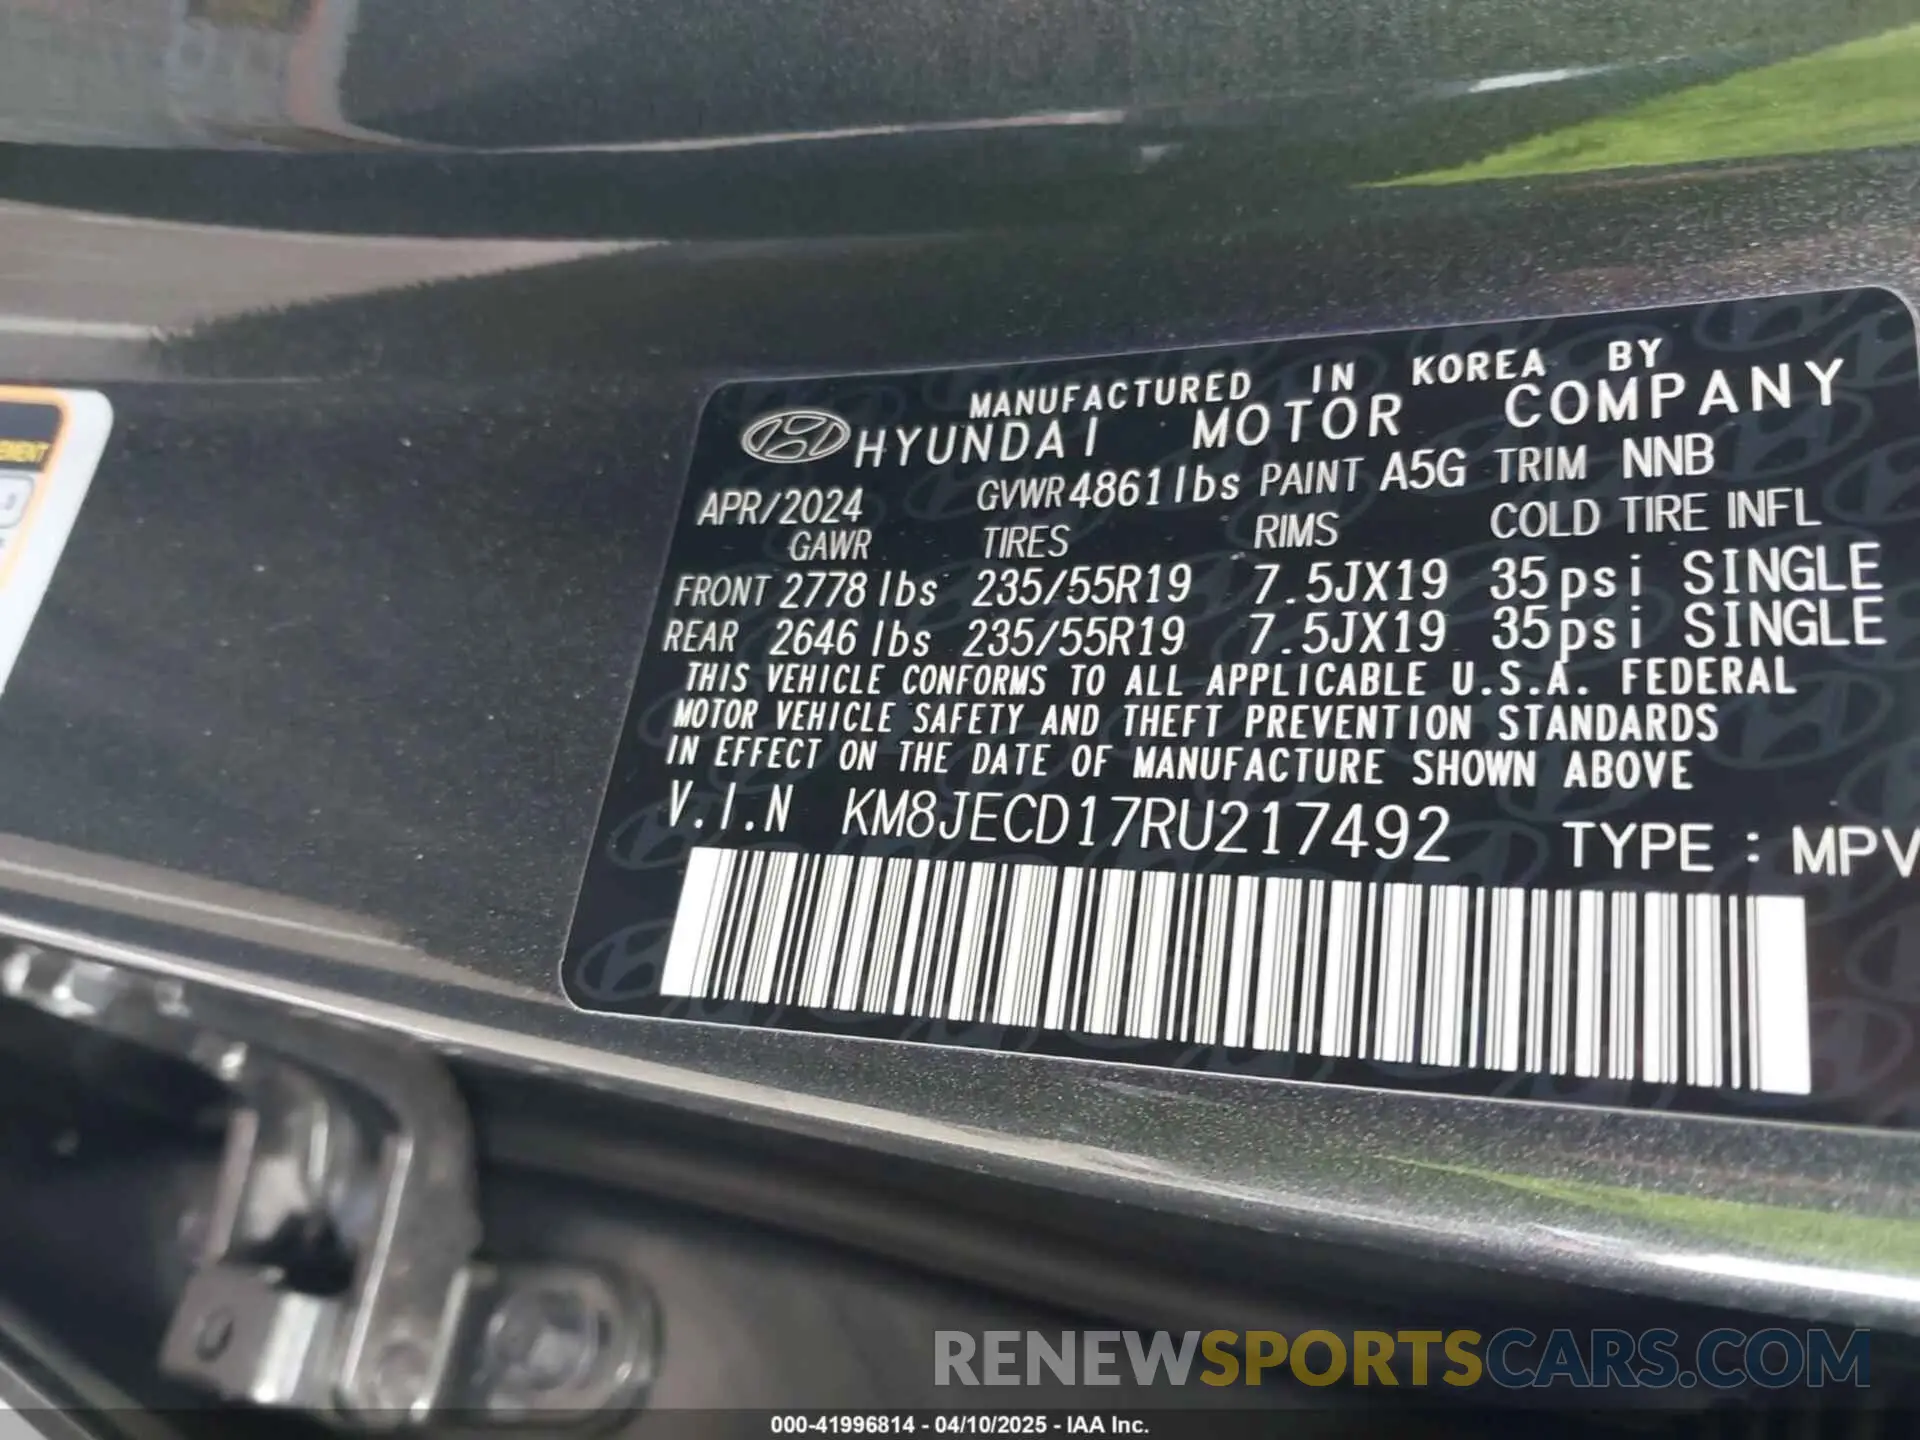 MANUFACTURED IN KOREA BY
HYUNDAI MOTOR COMPANY
APR/2024 GVWR 4861lbs PAINT A5G TRIM NNB
GAWR TIRES RIMS COLD TIRE INFL
FRONT 2778 lbs 235/55R19 7.5JX19 35psi SINGLE
REAR 2646 lbs 235/55R19 7.5JX19 35psi SINGLE
THIS VEHICLE CONFORMS TO ALL APPLICABLE U.S.A. FEDERAL
MOTOR VEHICLE SAFETY AND THEFT PREVENTION STANDARDS
IN EFFECT ON THE DATE OF MANUFACTURE SHOWN ABOVE
V.I.N KM8JECD17RU217492 TYPE : MPV
RENEWSPORTSCARS.COM
000-41996814 - 04/10/2025 - IAA Inc.